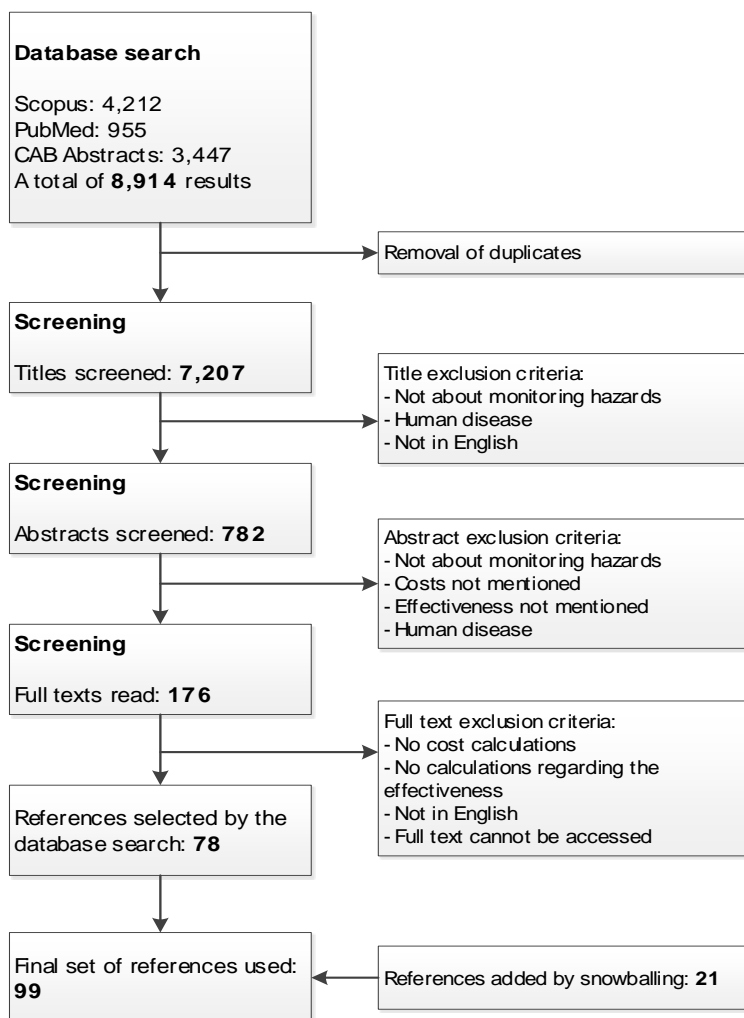 Database search
Scopus: 4,212
PubMed: 955
CAB Abstracts: 3,447
A total of 8,914 results
Removal of duplicates
Screening
Titles screened: 7,207
Title exclusion criteria:
- Not about monitoring hazards
- Human disease
- Not in English
Screening
Abstracts screened: 782
Abstract exclusion criteria:
- Not about monitoring hazards
- Costs not mentioned
- Effectiveness not mentioned
- Human disease
Screening
Full texts read: 176
Full text exclusion criteria:
- No cost calculations
- No calculations regarding the
effectiveness
- Not in English
- Full text cannot be accessed
References selected by the
database search: 78
Final set of references used:
99
References added by snowballing: 21